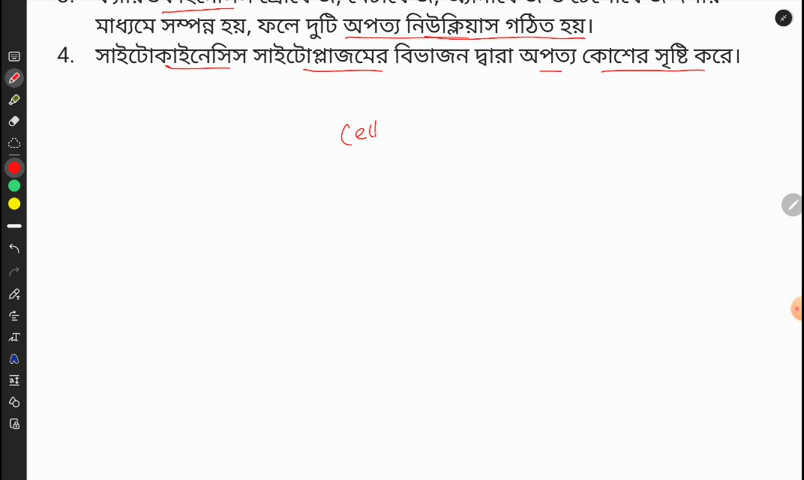 মাধ্যমে সম্পন্ন হয়, ফলে দুটি অপত্য নিউক্লিয়াস গঠিত হয়।
4. সাইটোকাইনেসিস সাইটোপ্লাজমের বিভাজন দ্বারা অপত্য কোশের সৃষ্টি করে।
Cell